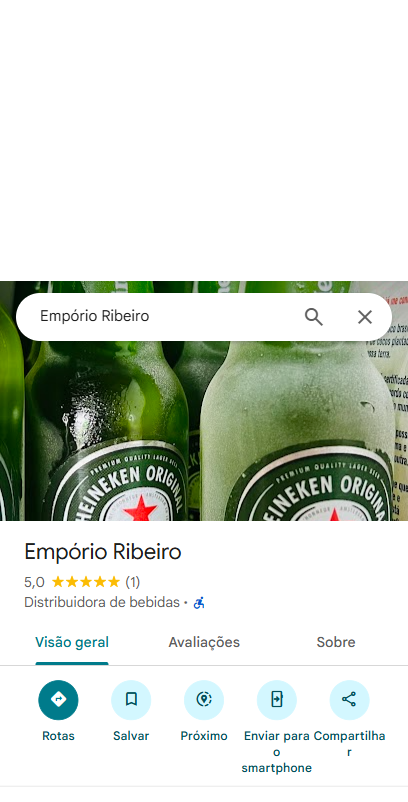 Empório Ribeiro
PREMIUM QUALITY LAGER BEER
HEINEKEN ORIGINAL
PREMIUM QUALITY LAGER BEER
HEINEKEN ORIGINAL
Empório Ribeiro
5,0 ★★★★★ (1)
Distribuidora de bebidas ·
Visão geral
Avaliações
Sobre
Rotas
Salvar
Próximo
Enviar para
o
smartphone
Compartilha
r